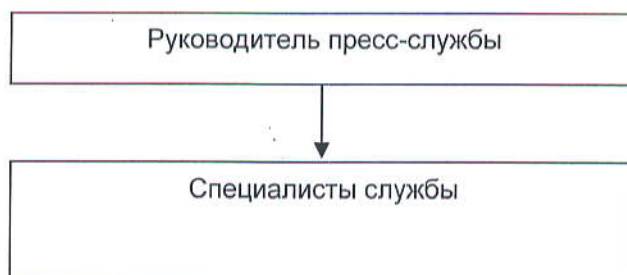 Руководитель пресс-службы
Специалисты службы